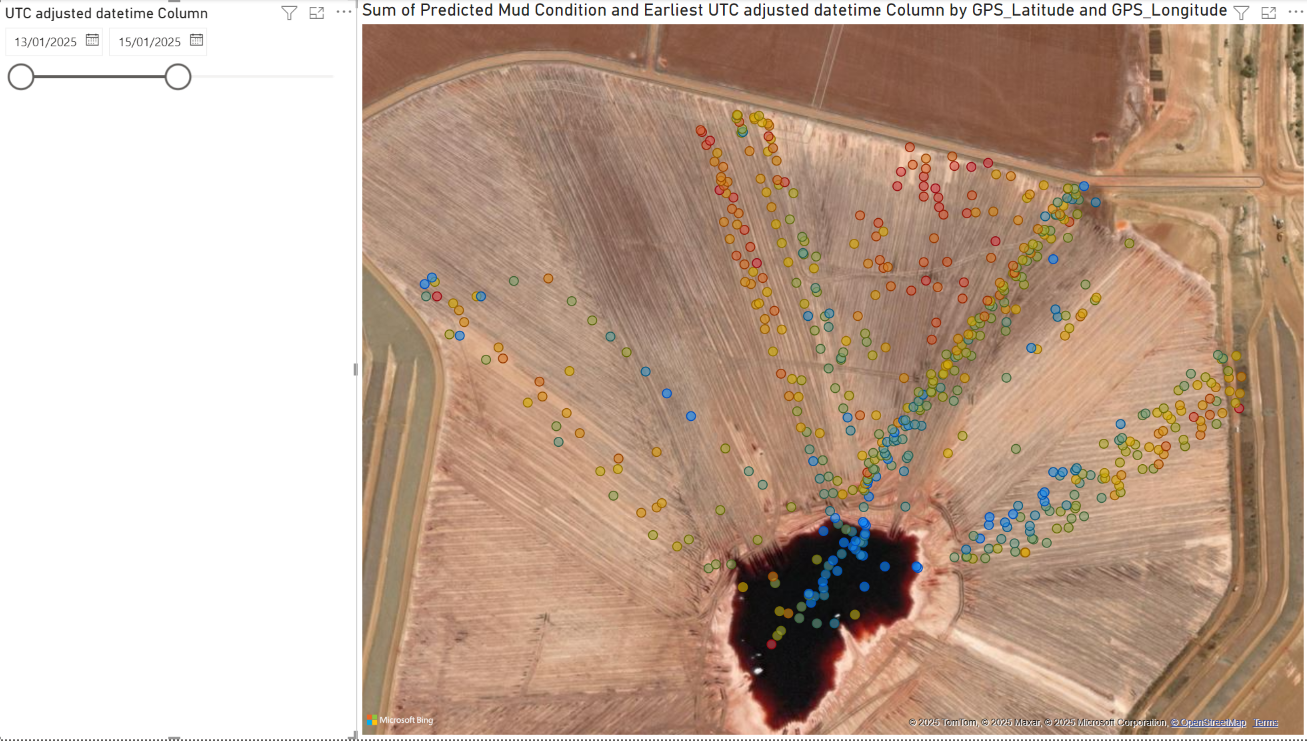 UTC adjusted datetime Column
13/01/2025
15/01/2025
Sum of Predicted Mud Condition and Earliest UTC adjusted datetime Column by GPS_Latitude and GPS_Longitude
Microsoft Bing
© 2025 TomTom, © 2025 Maxar, © 2025 Microsoft Corporation, © OpenStreetMap Terms